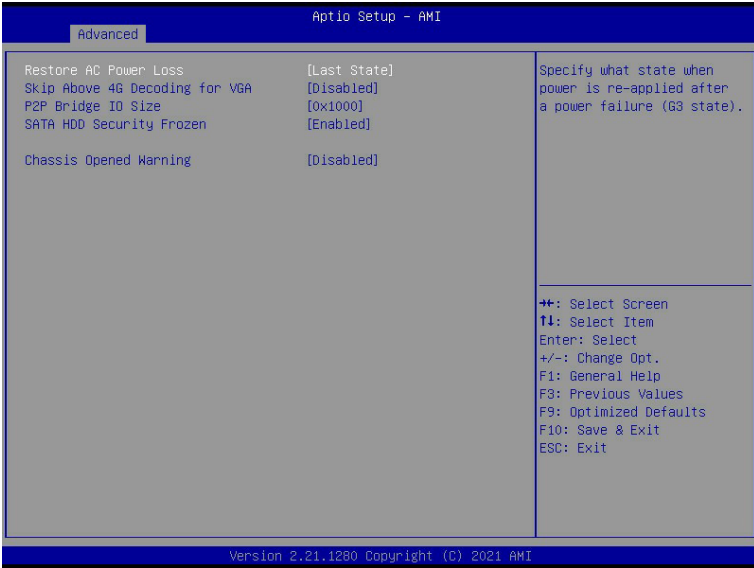 Aptio Setup – AMI
Advanced
Restore AC Power Loss [Last State]
Skip Above 4G Decoding for VGA [Disabled]
P2P Bridge IO Size [0x1000]
SATA HDD Security Frozen [Enabled]
Chassis Opened Warning [Disabled]
Specify what state when
power is re-applied after
a power failure (G3 state).
→←: Select Screen
↑↓: Select Item
Enter: Select
+/-: Change Opt.
F1: General Help
F3: Previous Values
F9: Optimized Defaults
F10: Save & Exit
ESC: Exit
Version 2.21.1280 Copyright (C) 2021 AMI